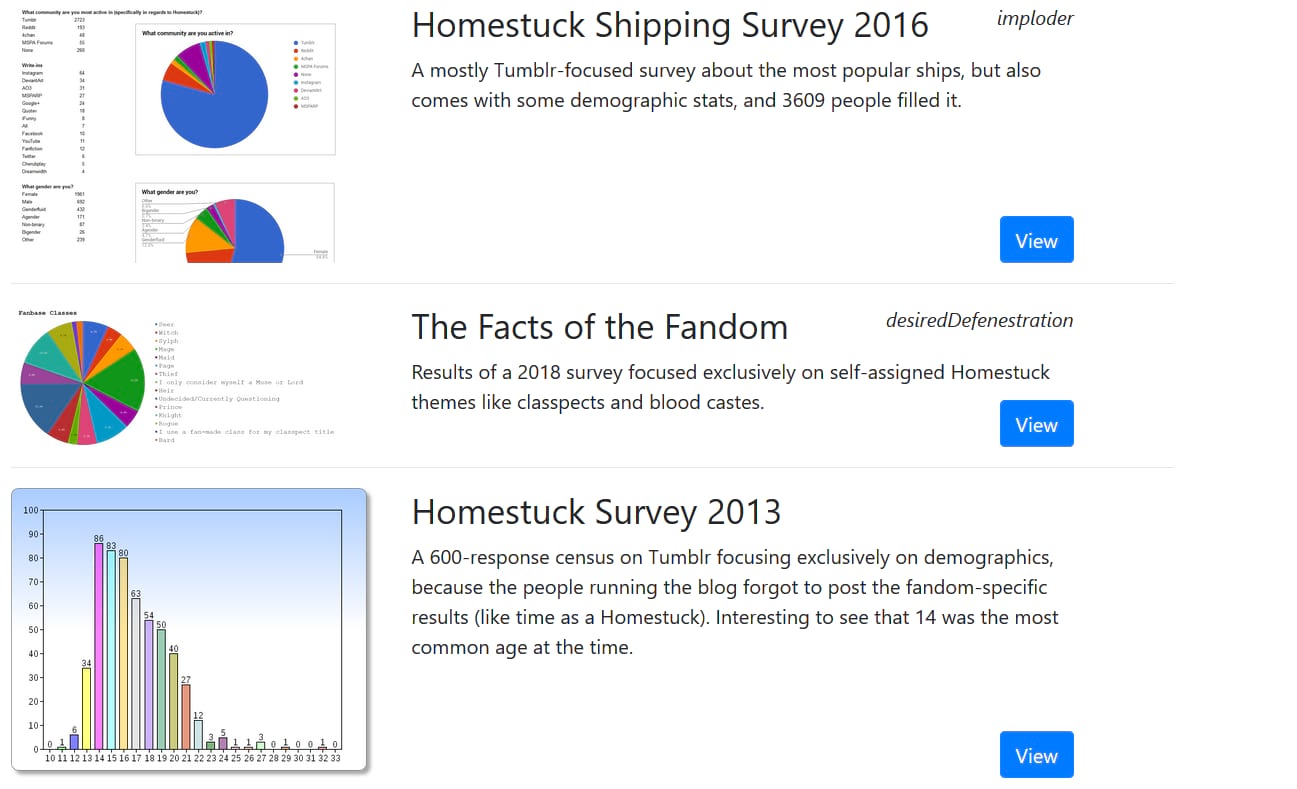 What community are you most active in (specifically in regards to Homestuck)?
Tumblr 2723
Reddit 193
4chan 48
MSPA Forums 55
None 260
Write-ins
Instagram 64
DeviantArt 34
AO3 31
MSPARP 27
Google+ 24
Quotev 18
iFunny 8
All 7
Facebook 10
YouTube 11
Fanfiction 12
Twitter 6
Cherubplay 5
Dreamwidth 4
What community are you active in?
Tumblr
Reddit
4chan
MSPA Forums
None
Instagram
DeviantArt
AO3
MSPARP
What gender are you?
Female 1961
Male 692
Genderfluid 432
Agender 171
Non-binary 87
Bigender 26
Other 239
What gender are you?
Other
Bigender
Non-binary
Agender
Genderfluid
Female
Homestuck Shipping Survey 2016
imploder
A mostly Tumblr-focused survey about the most popular ships, but also
comes with some demographic stats, and 3609 people filled it.
View
Fanbase Classes
Seer
Witch
Sylph
Mage
Maid
Page
Thief
I only consider myself a Muse or Lord
Heir
Undecided/Currently Questioning
Prince
Knight
Rogue
I use a fan-made class for my classpect title
Bard
The Facts of the Fandom
desiredDefenestration
Results of a 2018 survey focused exclusively on self-assigned Homestuck
themes like classpects and blood castes.
View
100
90
80
70
60
50
40
30
20
10
0
0 1 6 34 86 83 80 63 54 50 40 27 12 3 5 1 1 3 0 1 0 0 1 0
10 11 12 13 14 15 16 17 18 19 20 21 22 23 24 25 26 27 28 29 30 31 32 33
Homestuck Survey 2013
A 600-response census on Tumblr focusing exclusively on demographics,
because the people running the blog forgot to post the fandom-specific
results (like time as a Homestuck). Interesting to see that 14 was the most
common age at the time.
View